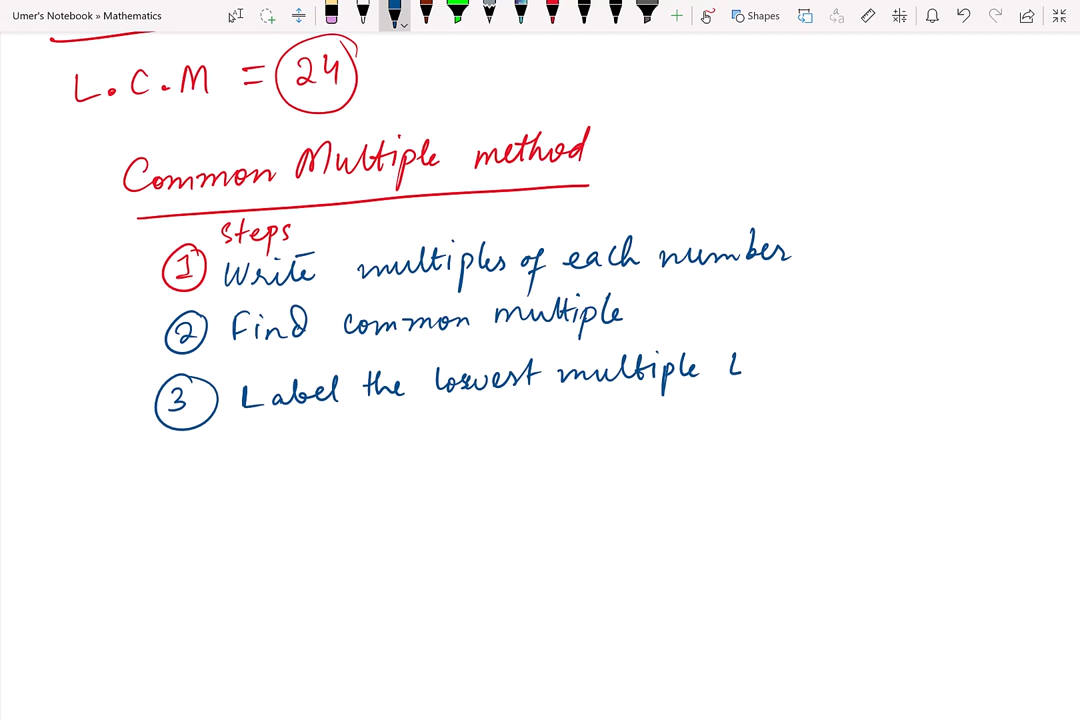 Umer's Notebook » Mathematics
Shapes
L.C.M = 24
Common Multiple method
Steps
1 Write multiples of each number
2 Find common multiple
3 Label the lowest multiple L